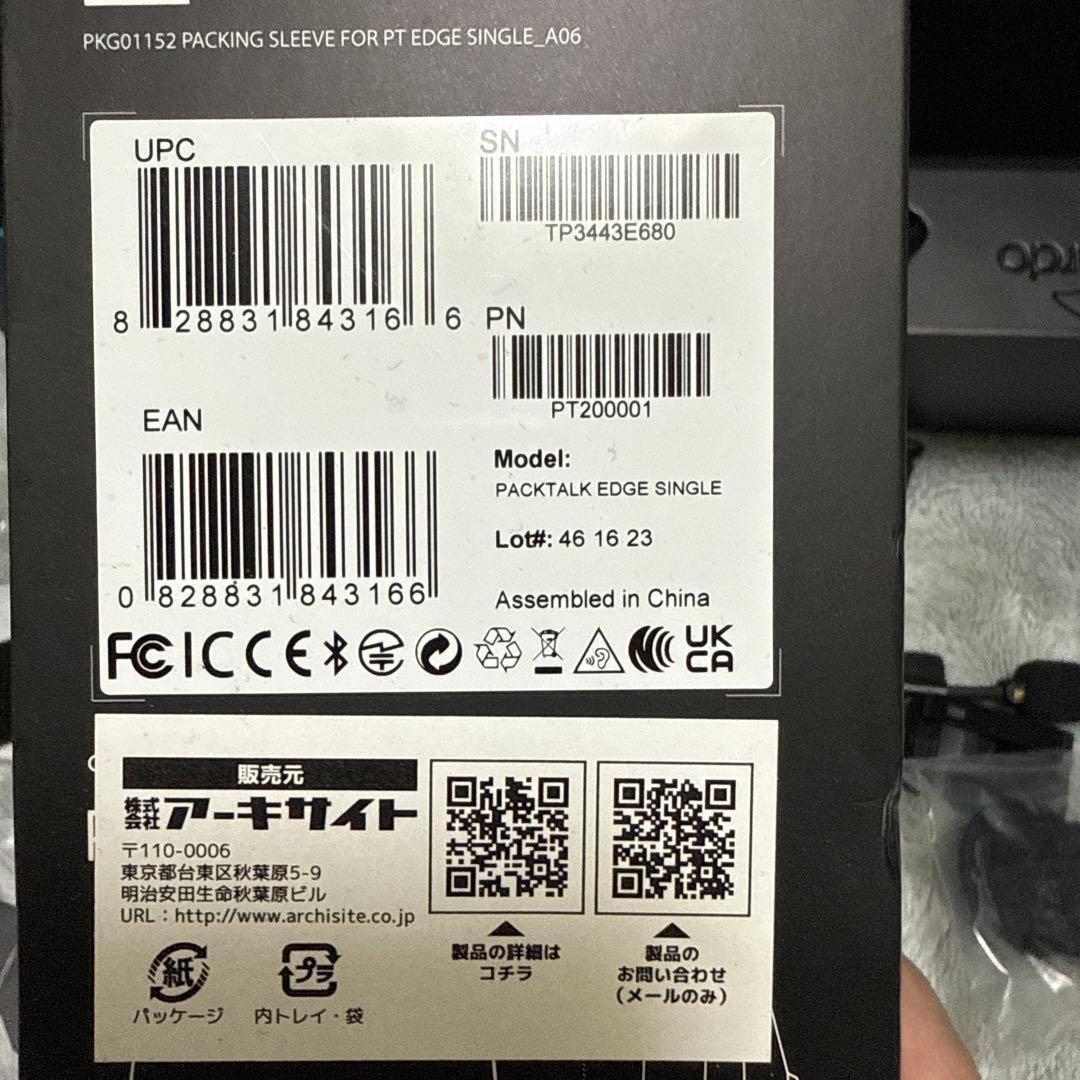 PKG01152 PACKING SLEEVE FOR PT EDGE SINGLE_A06
UPC
8 28831 84316 6
SN
TP3443E680
PN
PT200001
EAN
0 828831 843166
Model:
PACKTALK EDGE SINGLE
Lot#: 46 16 23
Assembled in China
FC IC CE UK CA
販売元
株式会社アーキサイト
〒110-0006
東京都台東区秋葉原5-9
明治安田生命秋葉原ビル
URL：http://www.archisite.co.jp
紙
パッケージ
プラ
内トレイ・袋
製品の詳細は
コチラ
製品の
お問い合わせ
（メールのみ）